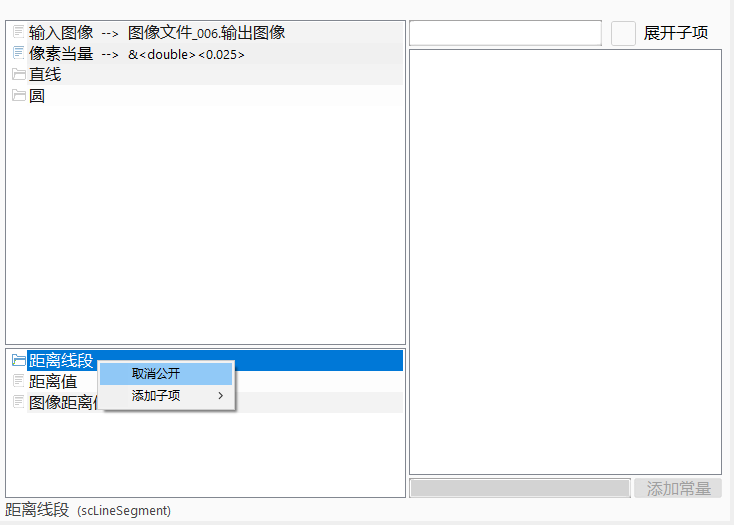 输入图像 --> 图像文件_006.输出图像
像素当量 --> &<double><0.025>
直线
圆
展开子项
距离线段
取消公开
距离值
添加子项 >
图像距离
添加常量
距离线段 (scLineSegment)